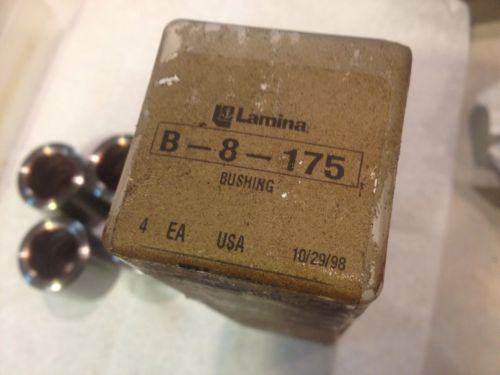 Lamina
B-8-175
BUSHING
4 EA USA 10/29/98